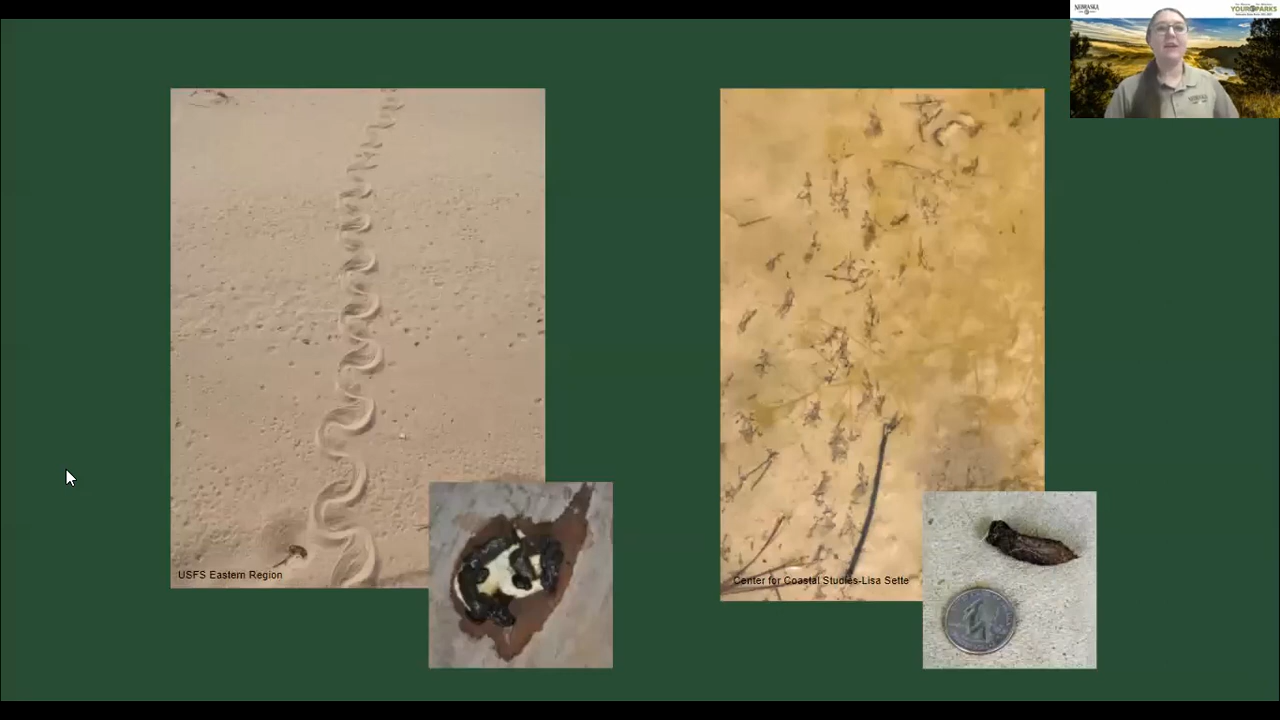 NEBRASKA
YOUR PARKS
USFS Eastern Region
Center for Coastal Studies-Lisa Sette